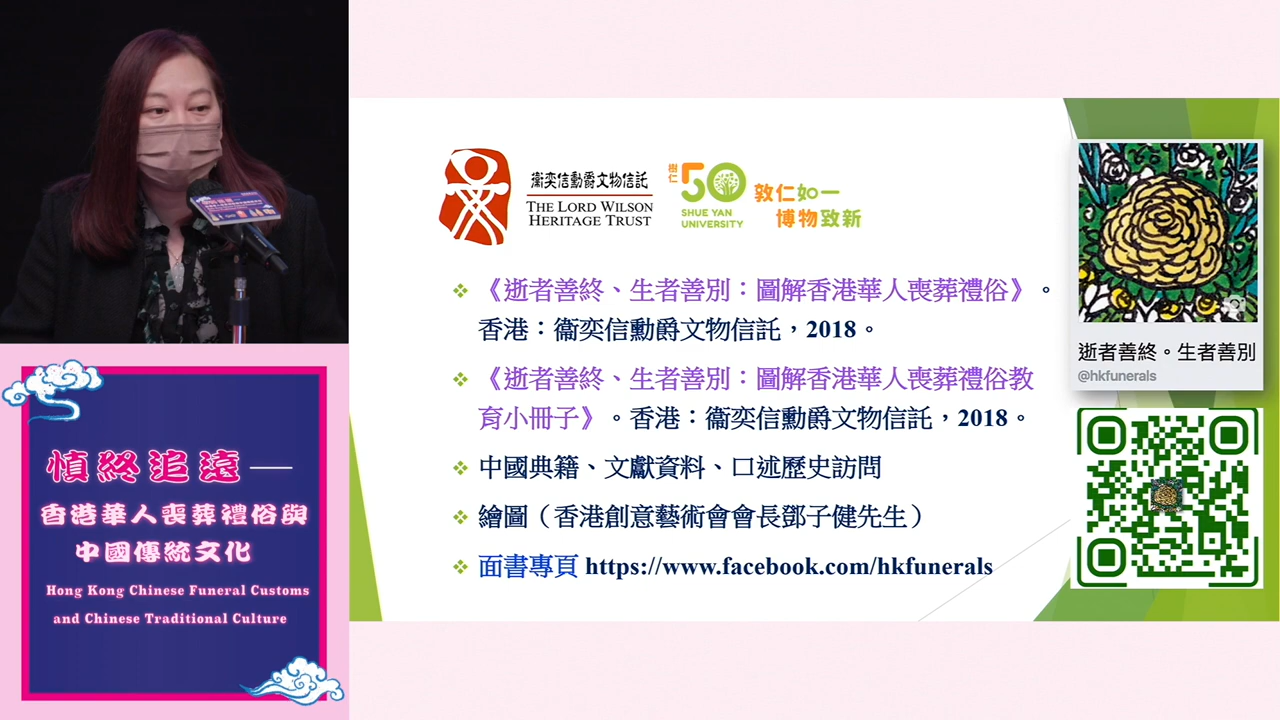 慎終追遠—
香港華人喪葬禮俗與
中國傳統文化
Hong Kong Chinese Funeral Customs
and Chinese Traditional Culture
衞奕信勳爵文物信託
THE LORD WILSON
HERITAGE TRUST
樹仁
50
SHUE YAN
UNIVERSITY
敦仁如一
博物致新
《逝者善終、生者善別：圖解香港華人喪葬禮俗》。
香港：衞奕信勳爵文物信託，2018。
《逝者善終、生者善別：圖解香港華人喪葬禮俗教
育小冊子》。香港：衞奕信勳爵文物信託，2018。
中國典籍、文獻資料、口述歷史訪問
繪圖（香港創意藝術會會長鄧子健先生）
面書專頁 https://www.facebook.com/hkfunerals
逝者善終。生者善別
@hkfunerals